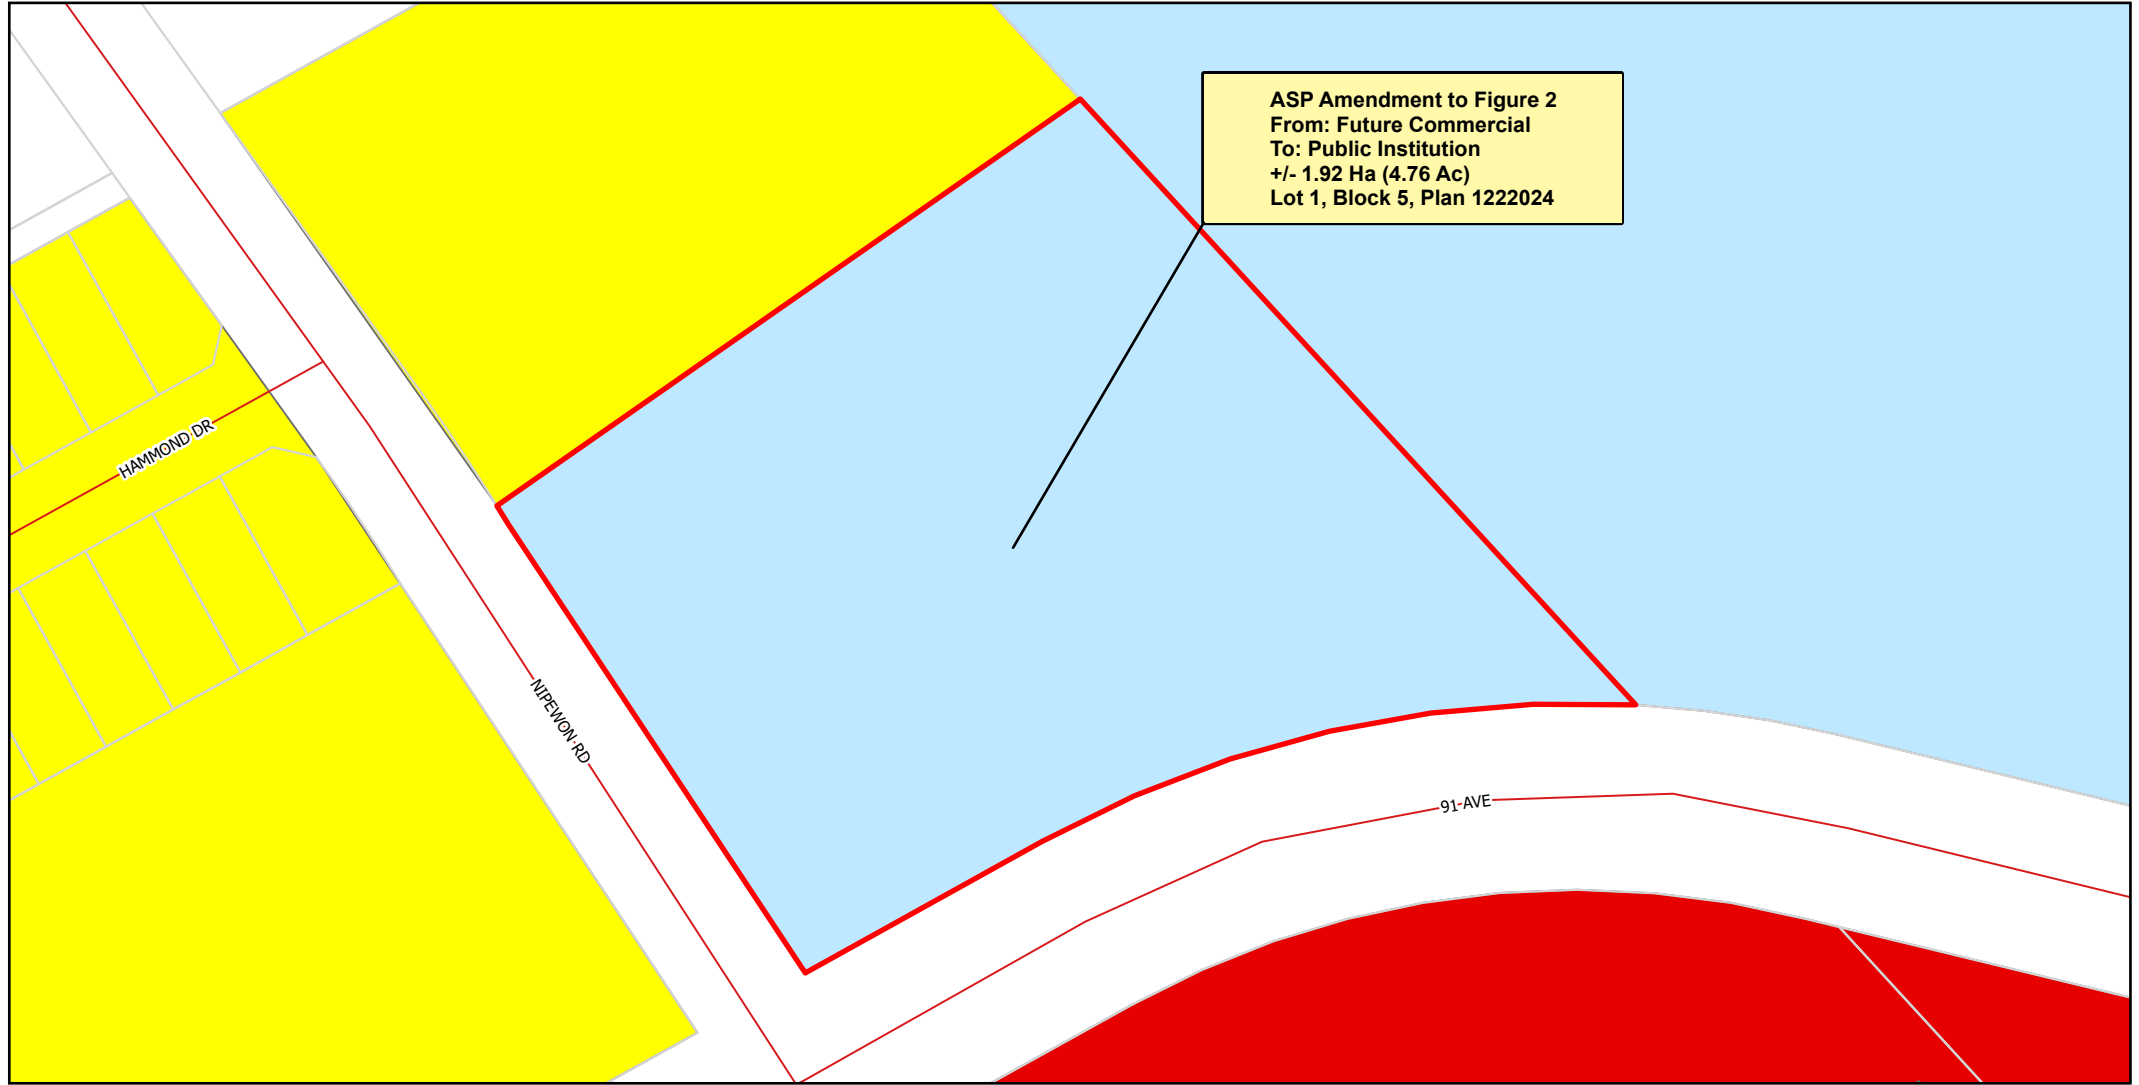 ASP Amendment to Figure 2
From: Future Commercial
To: Public Institution
+/- 1.92 Ha (4.76 Ac)
Lot 1, Block 5, Plan 1222024
HAMMOND DR
NIPEWON RD
91 AVE